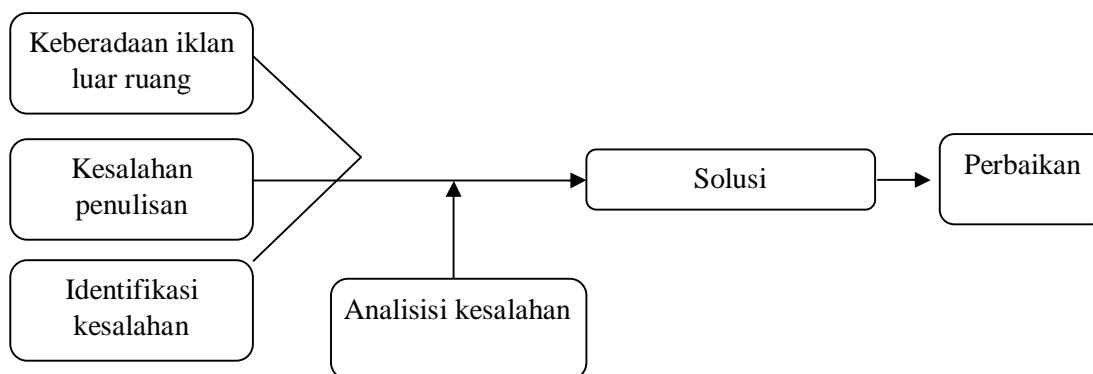 Keberadaan iklan
luar ruang
Kesalahan
penulisan
Identifikasi
kesalahan
Analisisi kesalahan
Solusi
Perbaikan